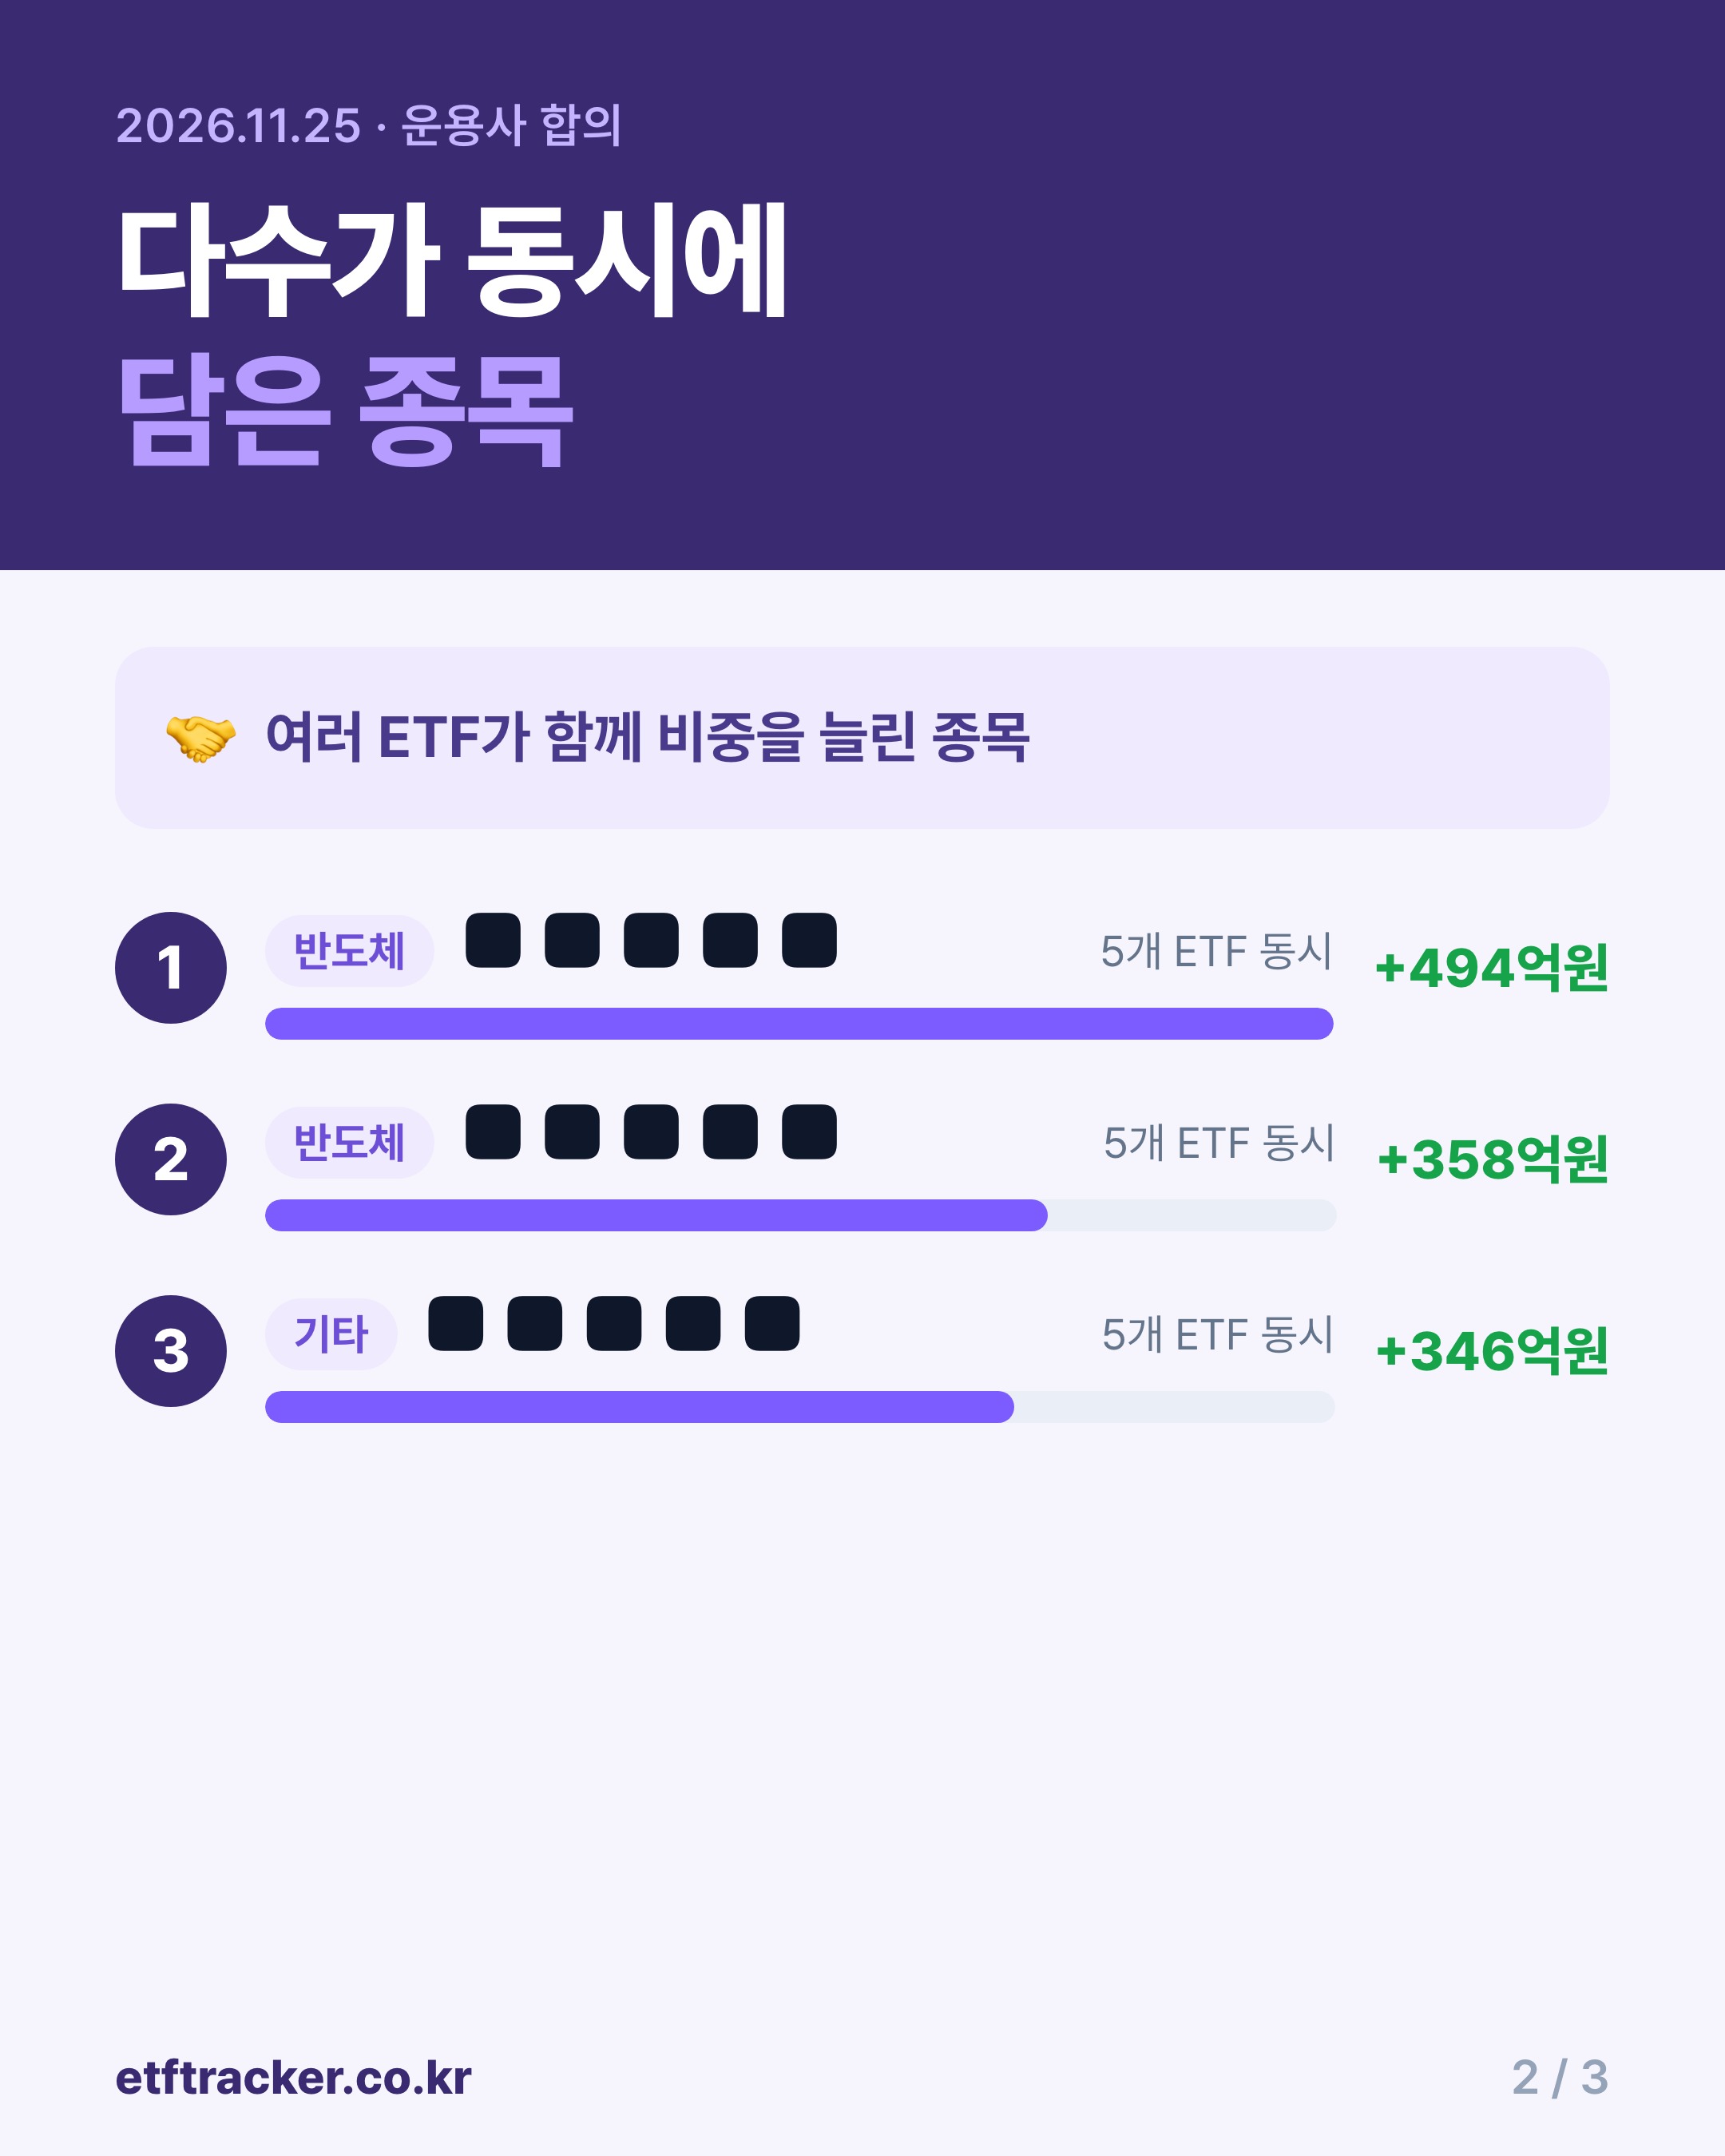 2026.11.25 · 운용사 합의
다수가 동시에
담은 종목
🤝 여러 ETF가 함께 비중을 늘린 종목
1 반도체 ■ ■ ■ ■ ■ 5개 ETF 동시 +494억원
2 반도체 ■ ■ ■ ■ ■ 5개 ETF 동시 +358억원
3 기타 ■ ■ ■ ■ ■ 5개 ETF 동시 +346억원
etftracker.co.kr 2 / 3